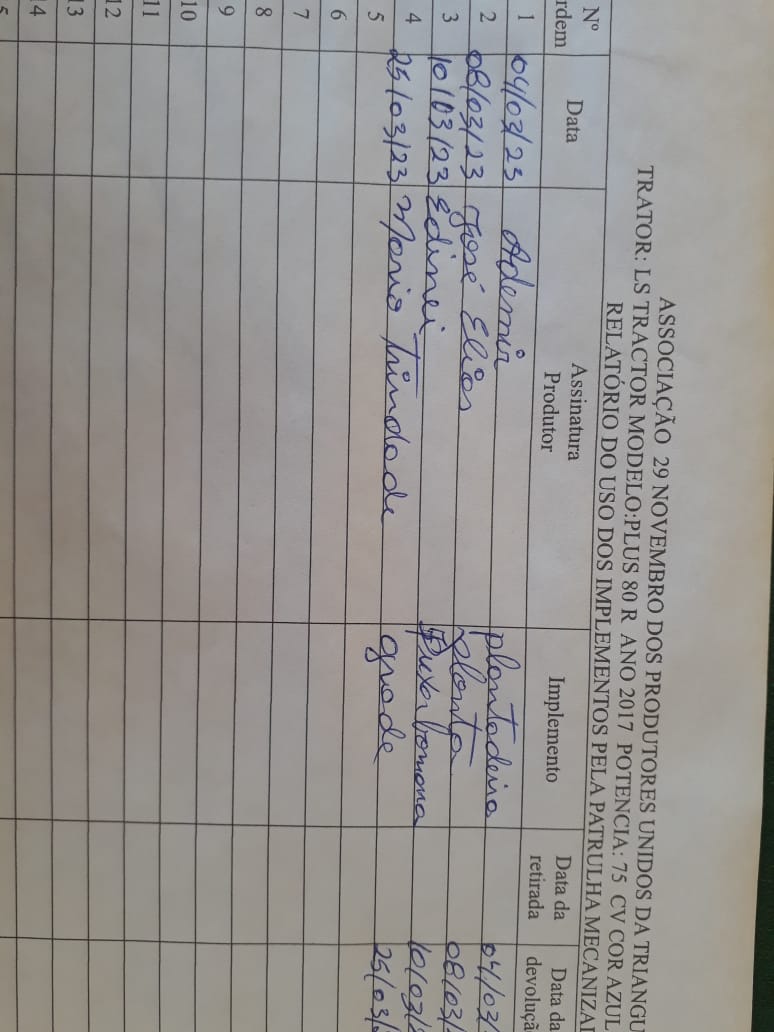 ASSOCIAÇÃO 29 NOVEMBRO DOS PRODUTORES UNIDOS DA TRIANGU
TRATOR: LS TRACTOR MODELO:PLUS 80 R ANO 2017 POTENCIA: 75 CV COR AZUL
RELATÓRIO DO USO DOS IMPLEMENTOS PELA PATRULHA MECANIZA
Nº rdem Data Assinatura Produtor Implemento Data da retirada Data da devoluçã
1 04/03/23 Ademir plantadeira 04/03/
2 08/03/23 José Elias planta 08/03/
3 10/03/23 Edinei Puxar bomona 10/03/
4 25/03/23 Maria Trindade grade 25/03/
5
6
7
8
9
10
11
12
13
14